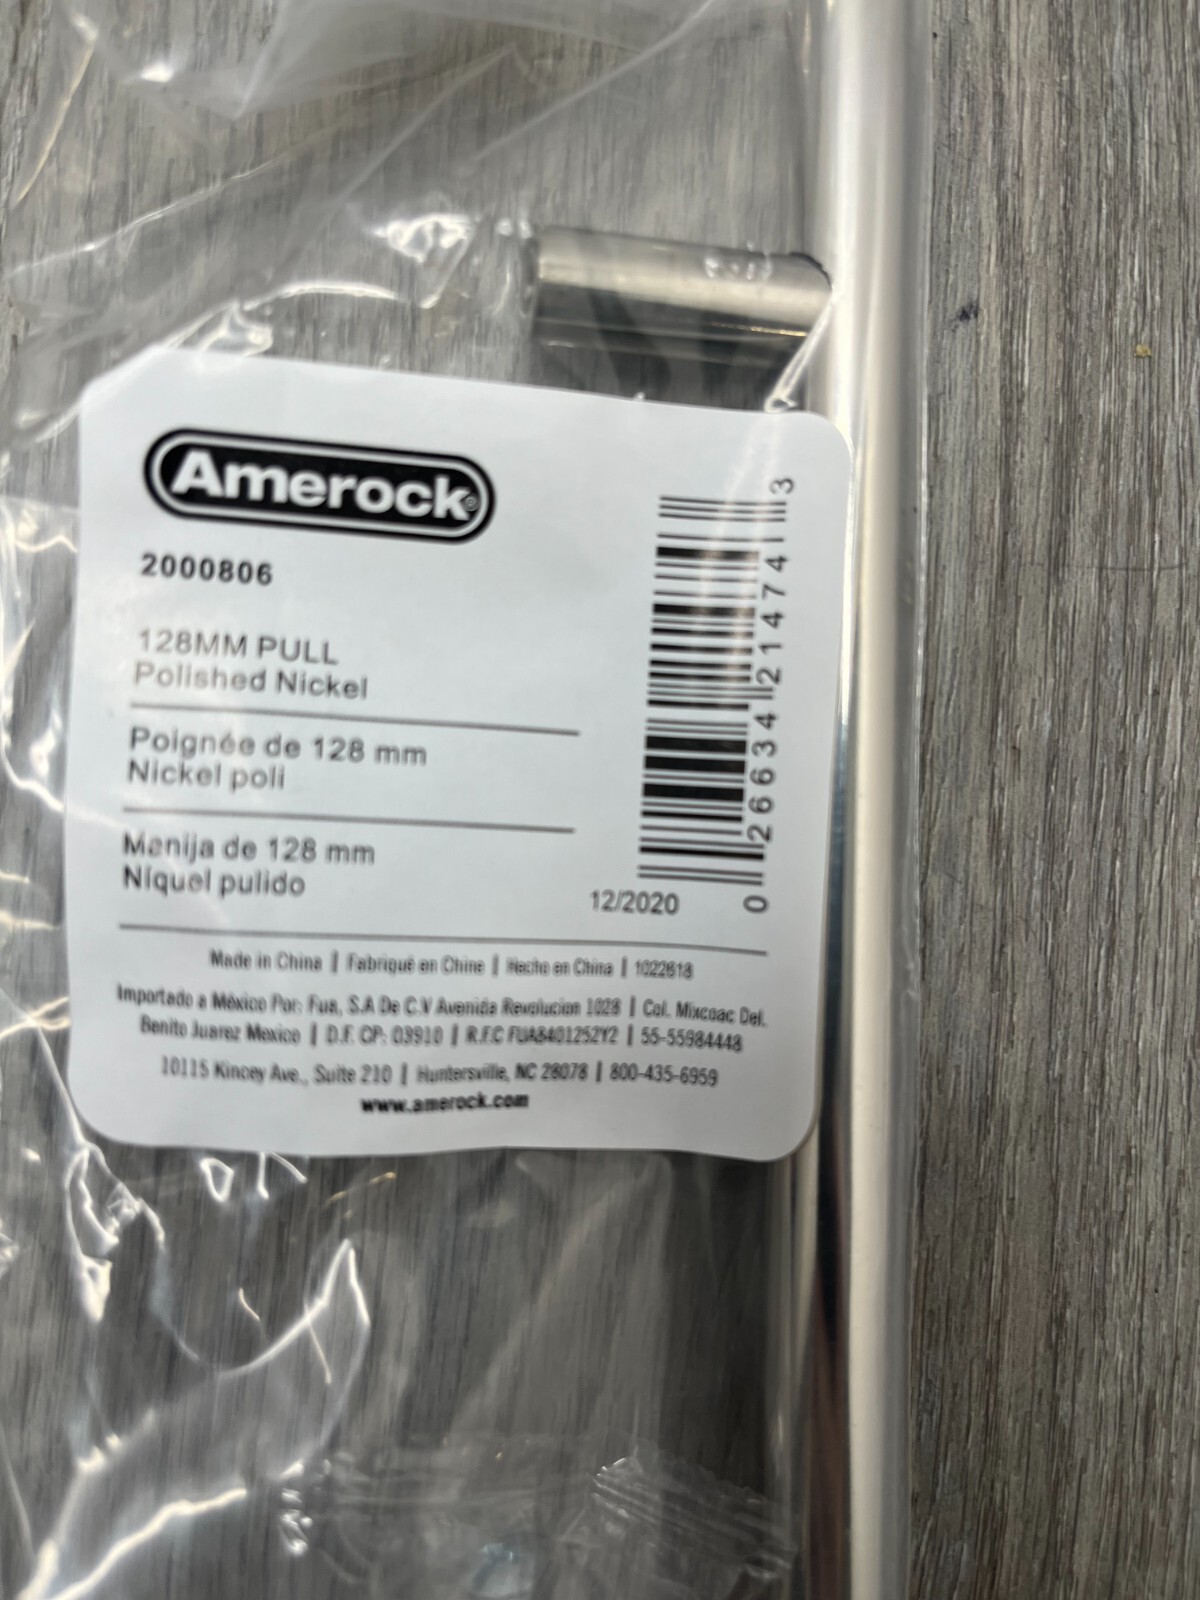 Amerock®
2000806
128MM PULL
Polished Nickel
Poignée de 128 mm
Nickel poli
Manija de 128 mm
Níquel pulido
0 26634 21474 3
12/2020
Made in China | Fabriqué en Chine | Hecho en China | 1022618
Importado a México Por: Fua, S.A De C.V Avenida Revolucion 1028 | Col. Mixcoac Del.
Benito Juarez Mexico | D.F. CP: 03910 | R.F.C FUA8401252Y2 | 55-55984448
10115 Kincey Ave., Suite 210 | Huntersville, NC 28078 | 800-435-6959
www.amerock.com